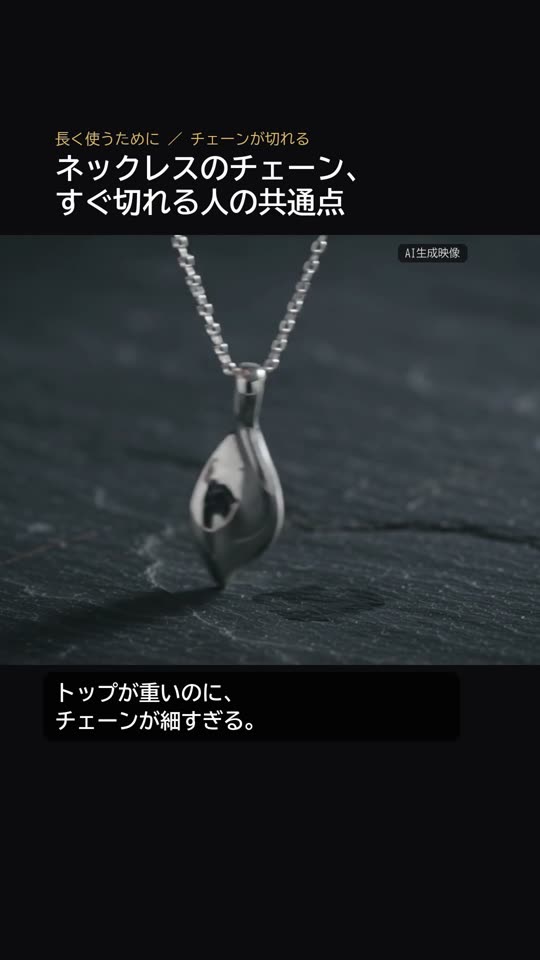 長く使うために ／ チェーンが切れる
ネックレスのチェーン、
すぐ切れる人の共通点
AI生成映像
トップが重いのに、
チェーンが細すぎる。